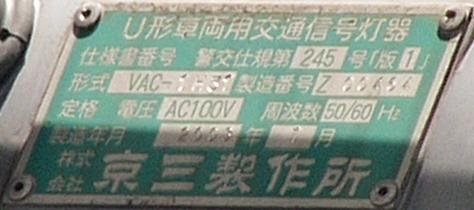 U形車両用交通信号灯器
仕様書番号 警交仕規第 245 号「版1」
形式 VAC- 製造番号 Z
定格 電圧 AC100V 周波数 50/60 Hz
製造年月 年 月
株式会社 京三製作所